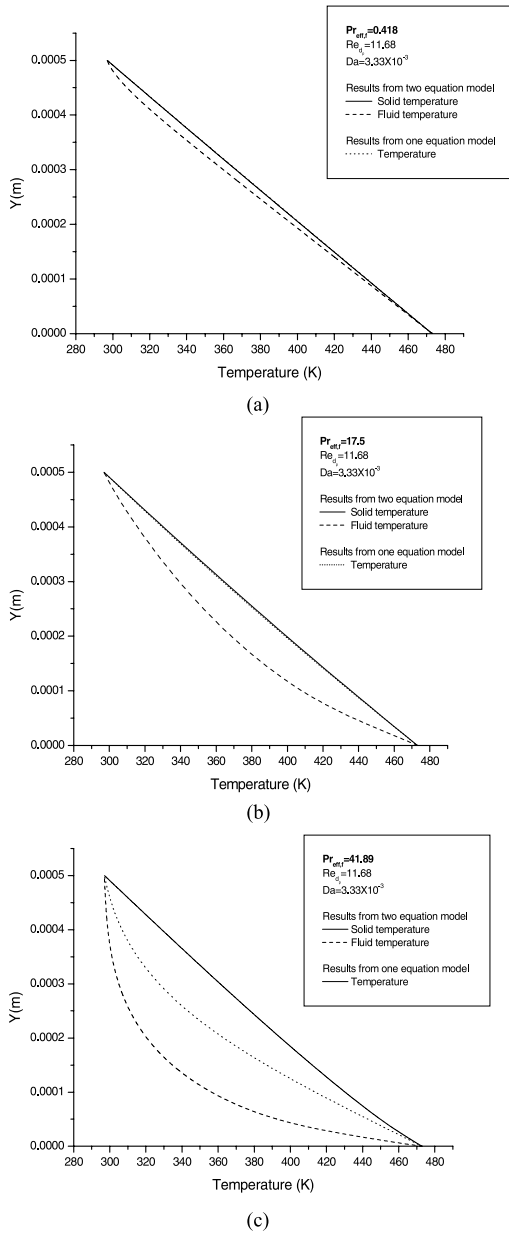 Pr_eff,f=0.418
Re_dp=11.68
Da=3.33X10^-3
Results from two equation model
Solid temperature
Fluid temperature
Results from one equation model
Temperature
0.0005
0.0004
0.0003
0.0002
0.0001
0.0000
Y(m)
280 300 320 340 360 380 400 420 440 460 480
Temperature (K)
(a)
Pr_eff,f=17.5
Re_dp=11.68
Da=3.33X10^-3
Results from two equation model
Solid temperature
Fluid temperature
Results from one equation model
Temperature
0.0005
0.0004
0.0003
0.0002
0.0001
0.0000
Y(m)
280 300 320 340 360 380 400 420 440 460 480
Temperature (K)
(b)
Pr_eff,f=41.89
Re_dp=11.68
Da=3.33X10^-3
Results from two equation model
Solid temperature
Fluid temperature
Results from one equation model
Temperature
0.0005
0.0004
0.0003
0.0002
0.0001
0.0000
Y(m)
280 300 320 340 360 380 400 420 440 460 480
Temperature (K)
(c)